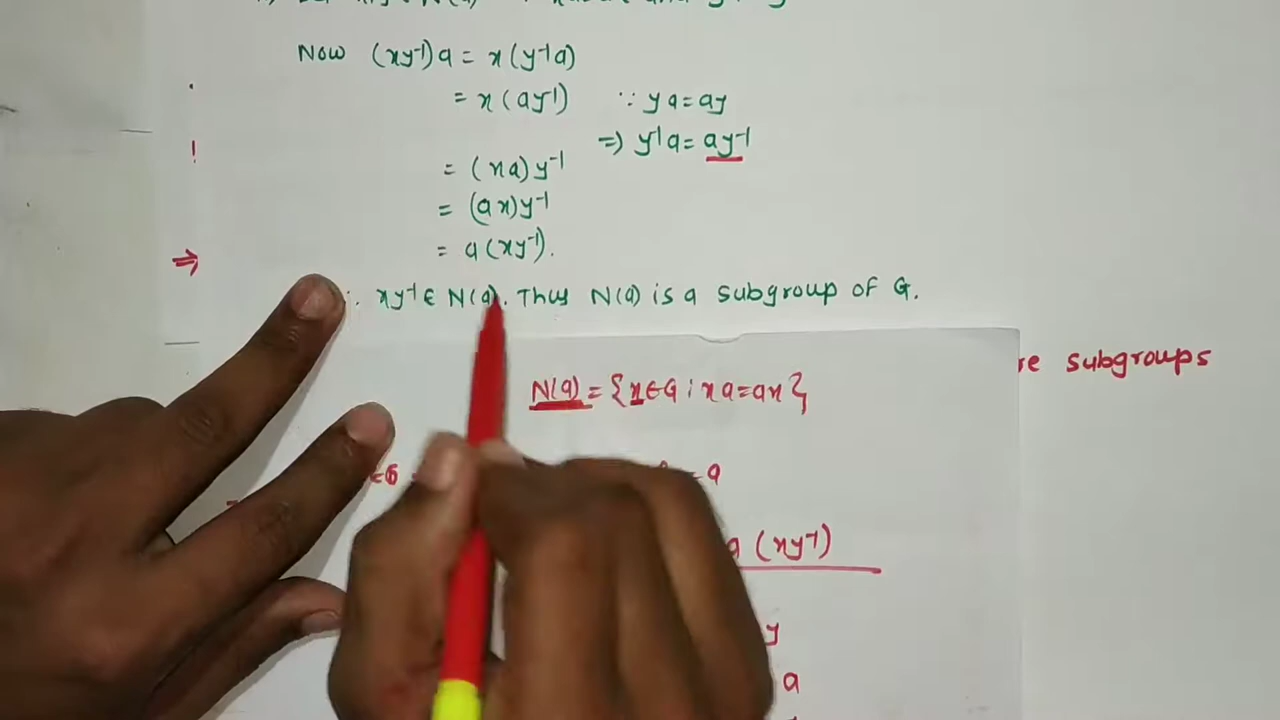 Now (xy⁻¹)a = x(y⁻¹a)
= x(ay⁻¹) ∵ ya = ay
⇒ y⁻¹a = ay⁻¹
= (xa)y⁻¹
= (ax)y⁻¹
= a(xy⁻¹).
∴ xy⁻¹ ∈ N(a). Thus N(a) is a subgroup of G.
subgroups
N(a) = {x∈G : xa=ax}
a
(xy⁻¹)
y
a